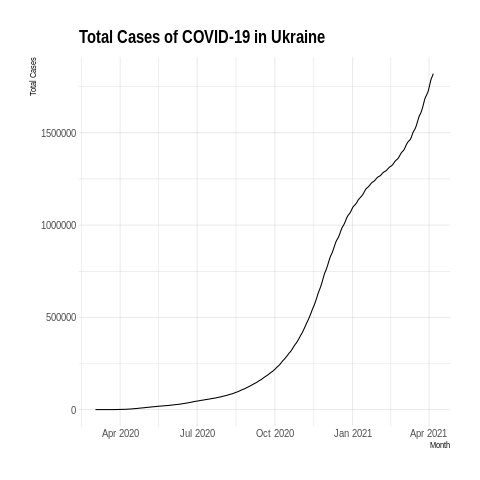 Total Cases of COVID-19 in Ukraine
Total Cases
1500000
1000000
500000
0
Apr 2020 Jul 2020 Oct 2020 Jan 2021 Apr 2021
Month